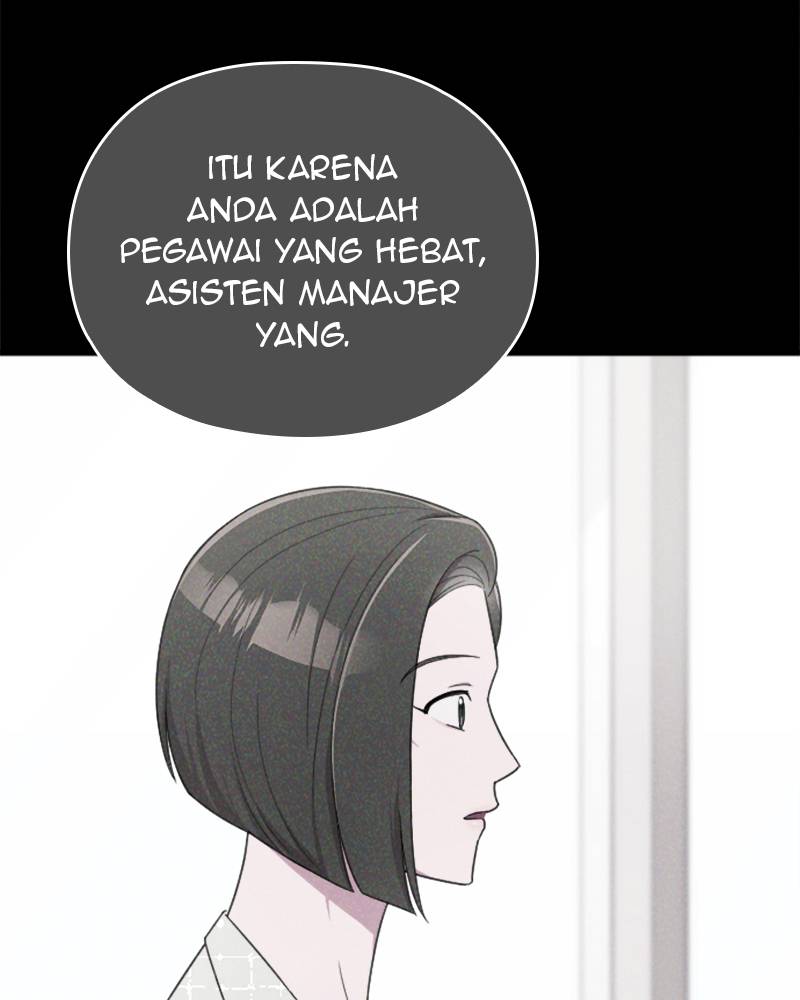 ITU KARENA
ANDA ADALAH
PEGAWAI YANG HEBAT,
ASISTEN MANAJER
YANG.